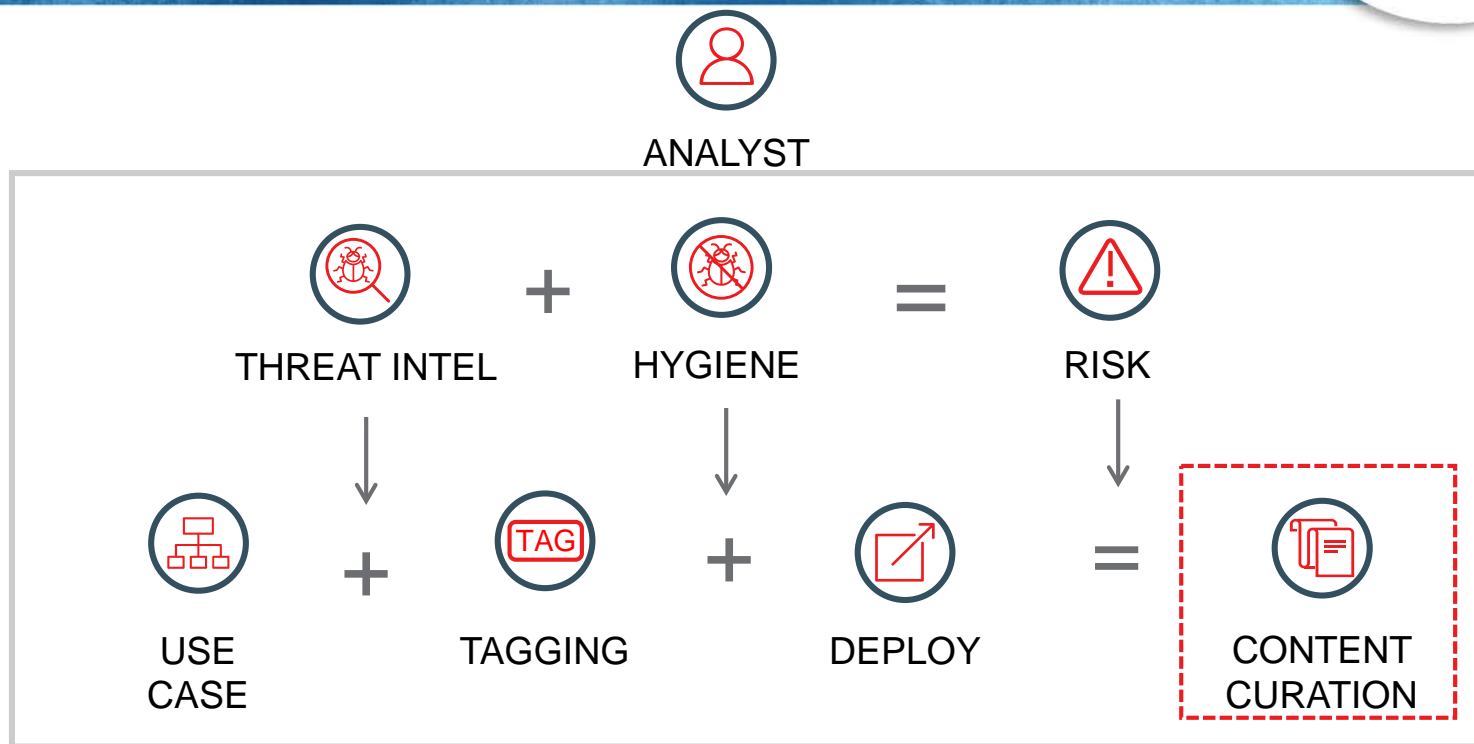 ANALYST
+
=
THREAT INTEL
HYGIENE
RISK
TAG
+
+
=
USE
CASE
TAGGING
DEPLOY
CONTENT
CURATION